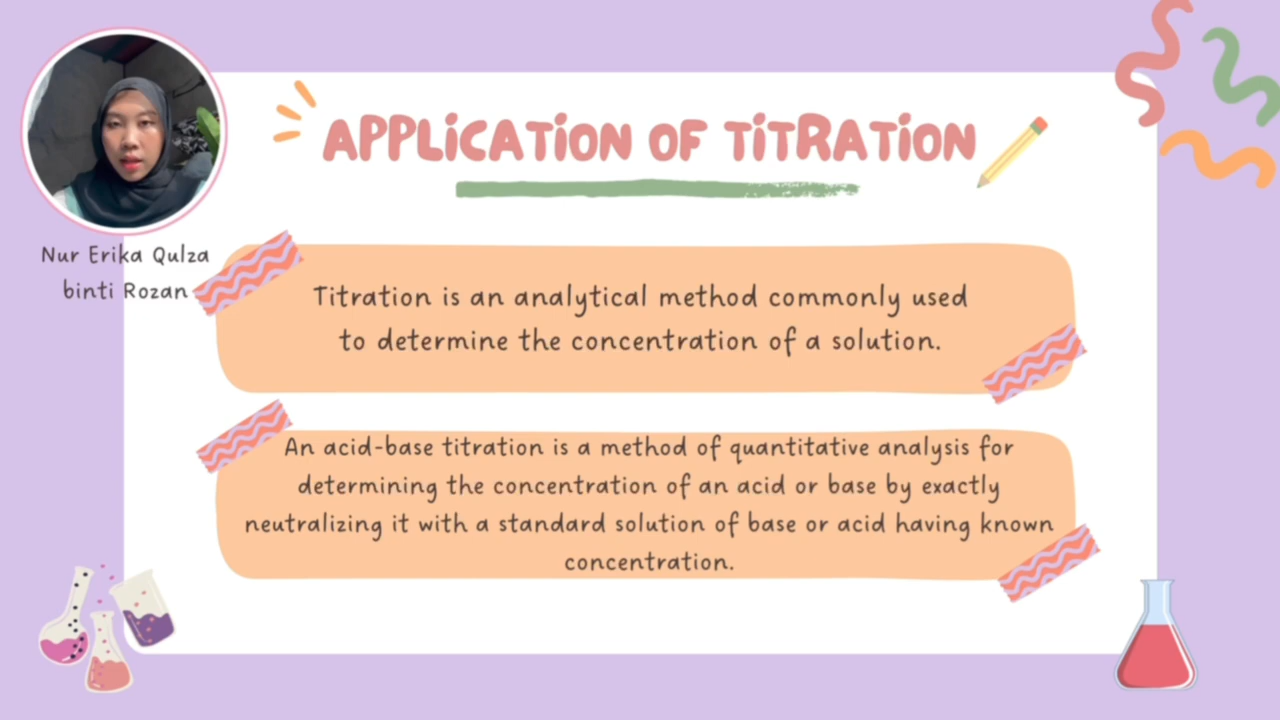 APPLICATION OF TITRATION
Nur Erika Qulza
binti Rozan
Titration is an analytical method commonly used
to determine the concentration of a solution.
An acid-base titration is a method of quantitative analysis for
determining the concentration of an acid or base by exactly
neutralizing it with a standard solution of base or acid having known
concentration.